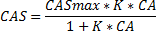 CAS = CASmax * K * CA / 1 + K * CA